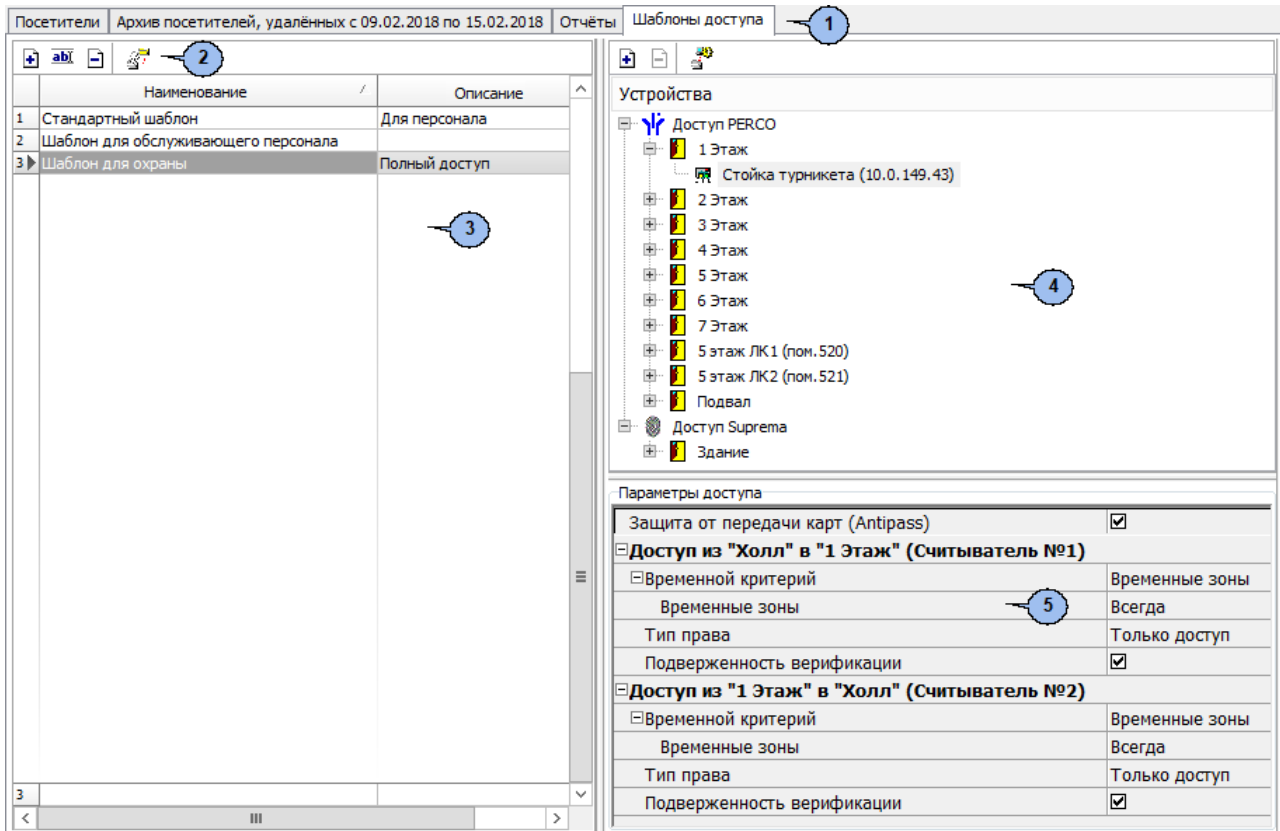 Посетители Архив посетителей, удалённых с 09.02.2018 по 15.02.2018 Отчёты Шаблоны доступа 1
abI 2
Наименование Описание
1 Стандартный шаблон Для персонала
2 Шаблон для обслуживающего персонала
3 Шаблон для охраны Полный доступ
3
3
Устройства
Доступ PERCO
1 Этаж
Стойка турникета (10.0.149.43)
2 Этаж
3 Этаж
4 Этаж
5 Этаж
4
6 Этаж
7 Этаж
5 этаж ЛК1 (пом.520)
5 этаж ЛК2 (пом.521)
Подвал
Доступ Suprema
Здание
Параметры доступа
Защита от передачи карт (Antipass)
Доступ из "Холл" в "1 Этаж" (Считыватель №1)
Временной критерий Временные зоны
Временные зоны 5 Всегда
Тип права Только доступ
Подверженность верификации
Доступ из "1 Этаж" в "Холл" (Считыватель №2)
Временной критерий Временные зоны
Временные зоны Всегда
Тип права Только доступ
Подверженность верификации